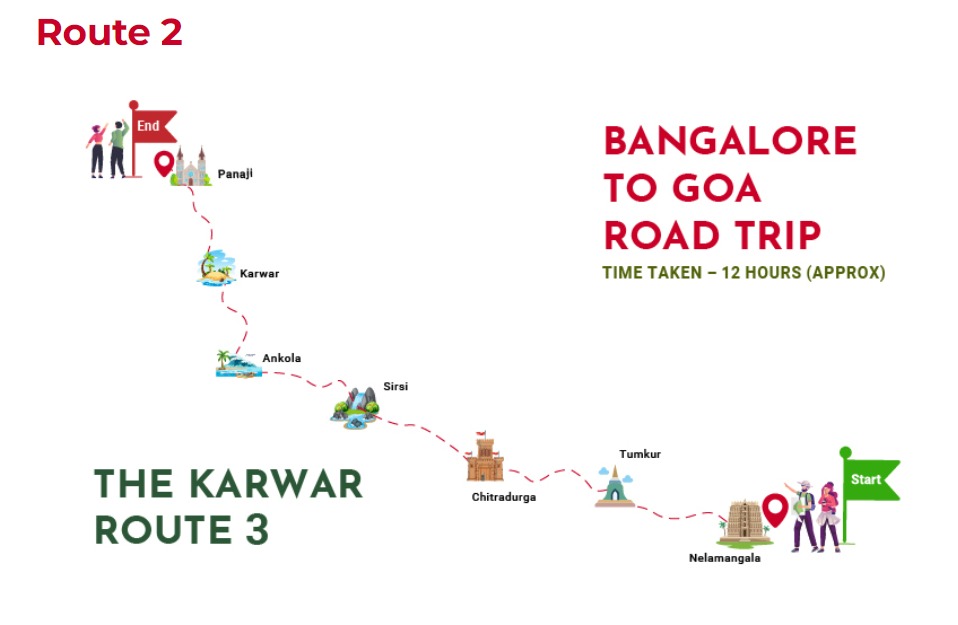 Route 2
End
Panaji
BANGALORE
TO GOA
ROAD TRIP
TIME TAKEN – 12 HOURS (APPROX)
Karwar
Ankola
Sirsi
THE KARWAR
ROUTE 3
Chitradurga
Tumkur
Start
Nelamangala